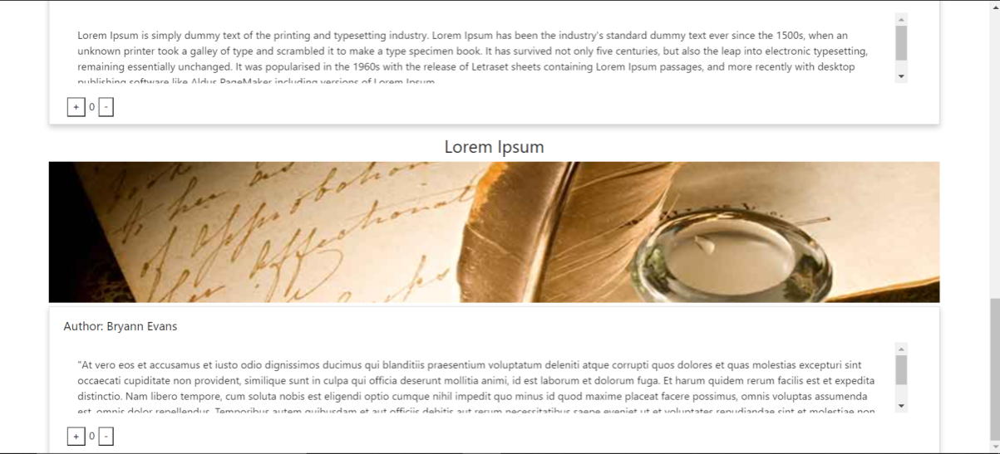 Lorem Ipsum is simply dummy text of the printing and typesetting industry. Lorem Ipsum has been the industry's standard dummy text ever since the 1500s, when an
unknown printer took a galley of type and scrambled it to make a type specimen book. It has survived not only five centuries, but also the leap into electronic typesetting,
remaining essentially unchanged. It was popularised in the 1960s with the release of Letraset sheets containing Lorem Ipsum passages, and more recently with desktop
publishing software like Aldus PageMaker including versions of Lorem Ipsum
+ 0 -
Lorem Ipsum
of
affectionat
Author: Bryann Evans
"At vero eos et accusamus et iusto odio dignissimos ducimus qui blanditiis praesentium voluptatum deleniti atque corrupti quos dolores et quas molestias excepturi sint
occaecati cupiditate non provident, similique sunt in culpa qui officia deserunt mollitia animi, id est laborum et dolorum fuga. Et harum quidem rerum facilis est et expedita
distinctio. Nam libero tempore, cum soluta nobis est eligendi optio cumque nihil impedit quo minus id quod maxime placeat facere possimus, omnis voluptas assumenda
est, omnis dolor repellendus. Temporibus autem quibusdam et aut officiis debitis aut rerum necessitatibus saepe eveniet ut et voluptates repudiandae sint et molestiae non
+ 0 -